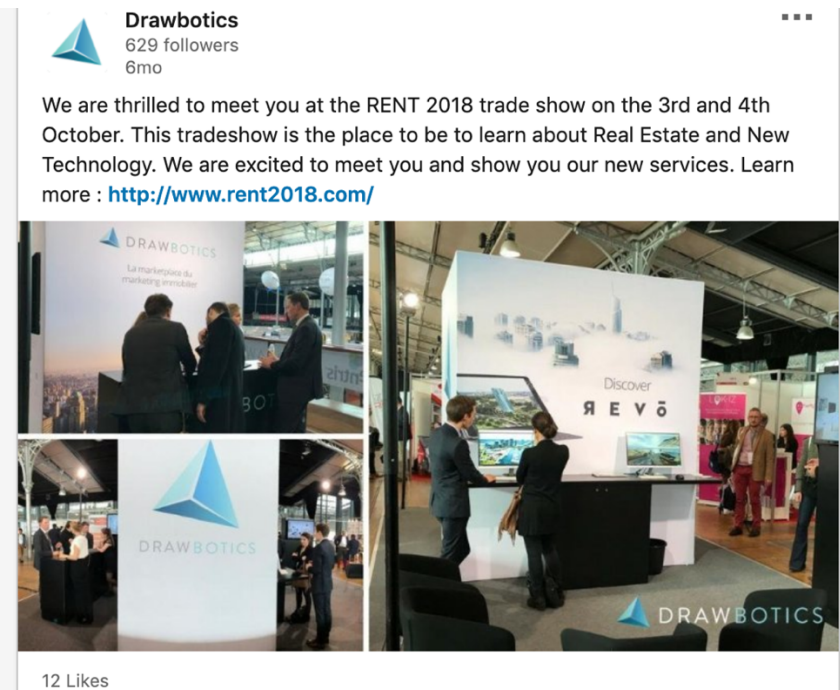 Drawbotics
629 followers
6mo
We are thrilled to meet you at the RENT 2018 trade show on the 3rd and 4th
October. This tradeshow is the place to be to learn about Real Estate and New
Technology. We are excited to meet you and show you our new services. Learn
more : http://www.rent2018.com/
DRAWBOTICS
La marketplace du
marketing immobilier
BOT
DRAWBOTICS
Discover
REVŌ
DRAWBOTICS
12 Likes